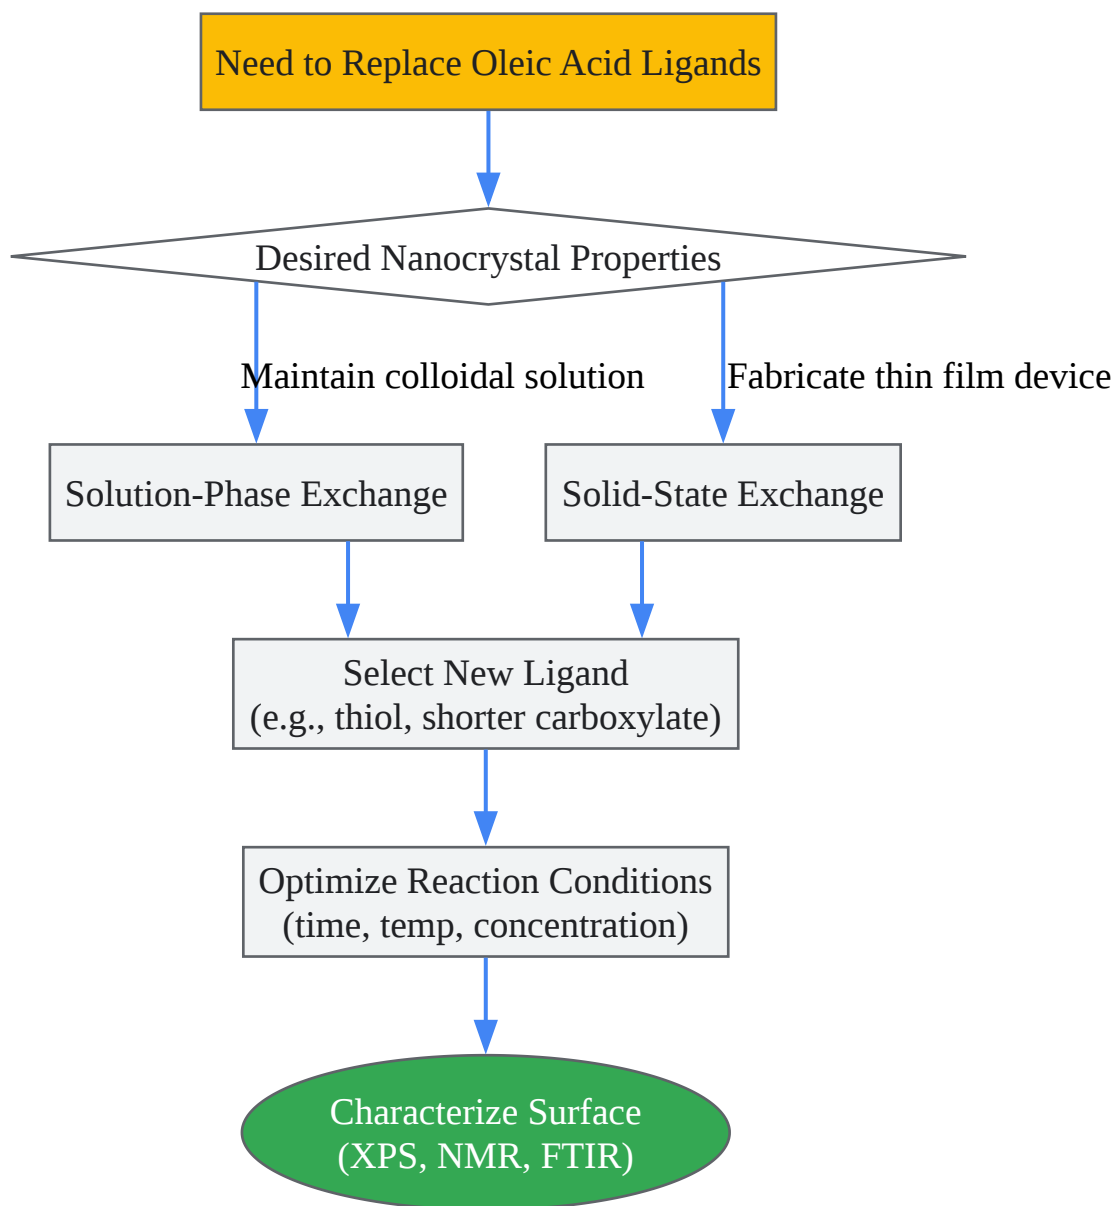 Need to Replace Oleic Acid Ligands
Desired Nanocrystal Properties
Maintain colloidal solution
Fabricate thin film device
Solution-Phase Exchange
Solid-State Exchange
Select New Ligand
(e.g., thiol, shorter carboxylate)
Optimize Reaction Conditions
(time, temp, concentration)
Characterize Surface
(XPS, NMR, FTIR)